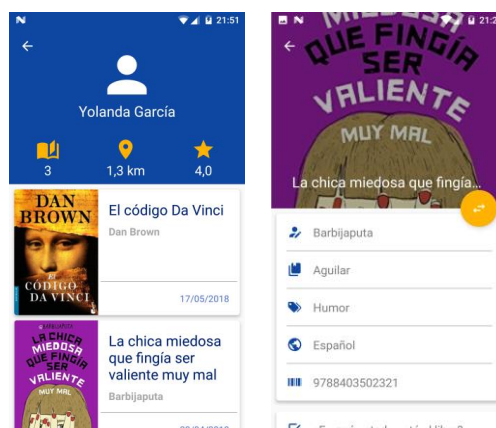 21:51
Yolanda García
3
1,3 km
4,0
DAN
BROWN
EL
CÓDIGO
DA VINCI
El código Da Vinci
Dan Brown
17/05/2018
@BARBIJAPUTA
LA CHICA
MIEDOSA
QUE FINGÍA
SER
VALIENTE
MUY MAL
La chica miedosa
que fingía ser
valiente muy mal
Barbijaputa
QUE FINGÍA
SER
VALIENTE
MUY MAL
La chica miedosa que fingía...
Barbijaputa
Aguilar
Humor
Español
9788403502321